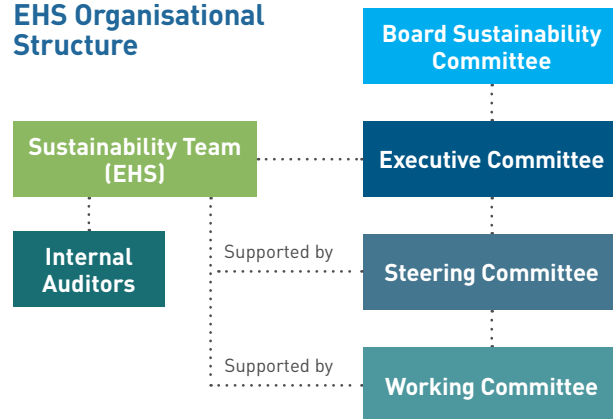 EHS Organisational
Structure
Board Sustainability
Committee
Sustainability Team
(EHS)
Executive Committee
Internal
Auditors
Supported by
Steering Committee
Supported by
Working Committee